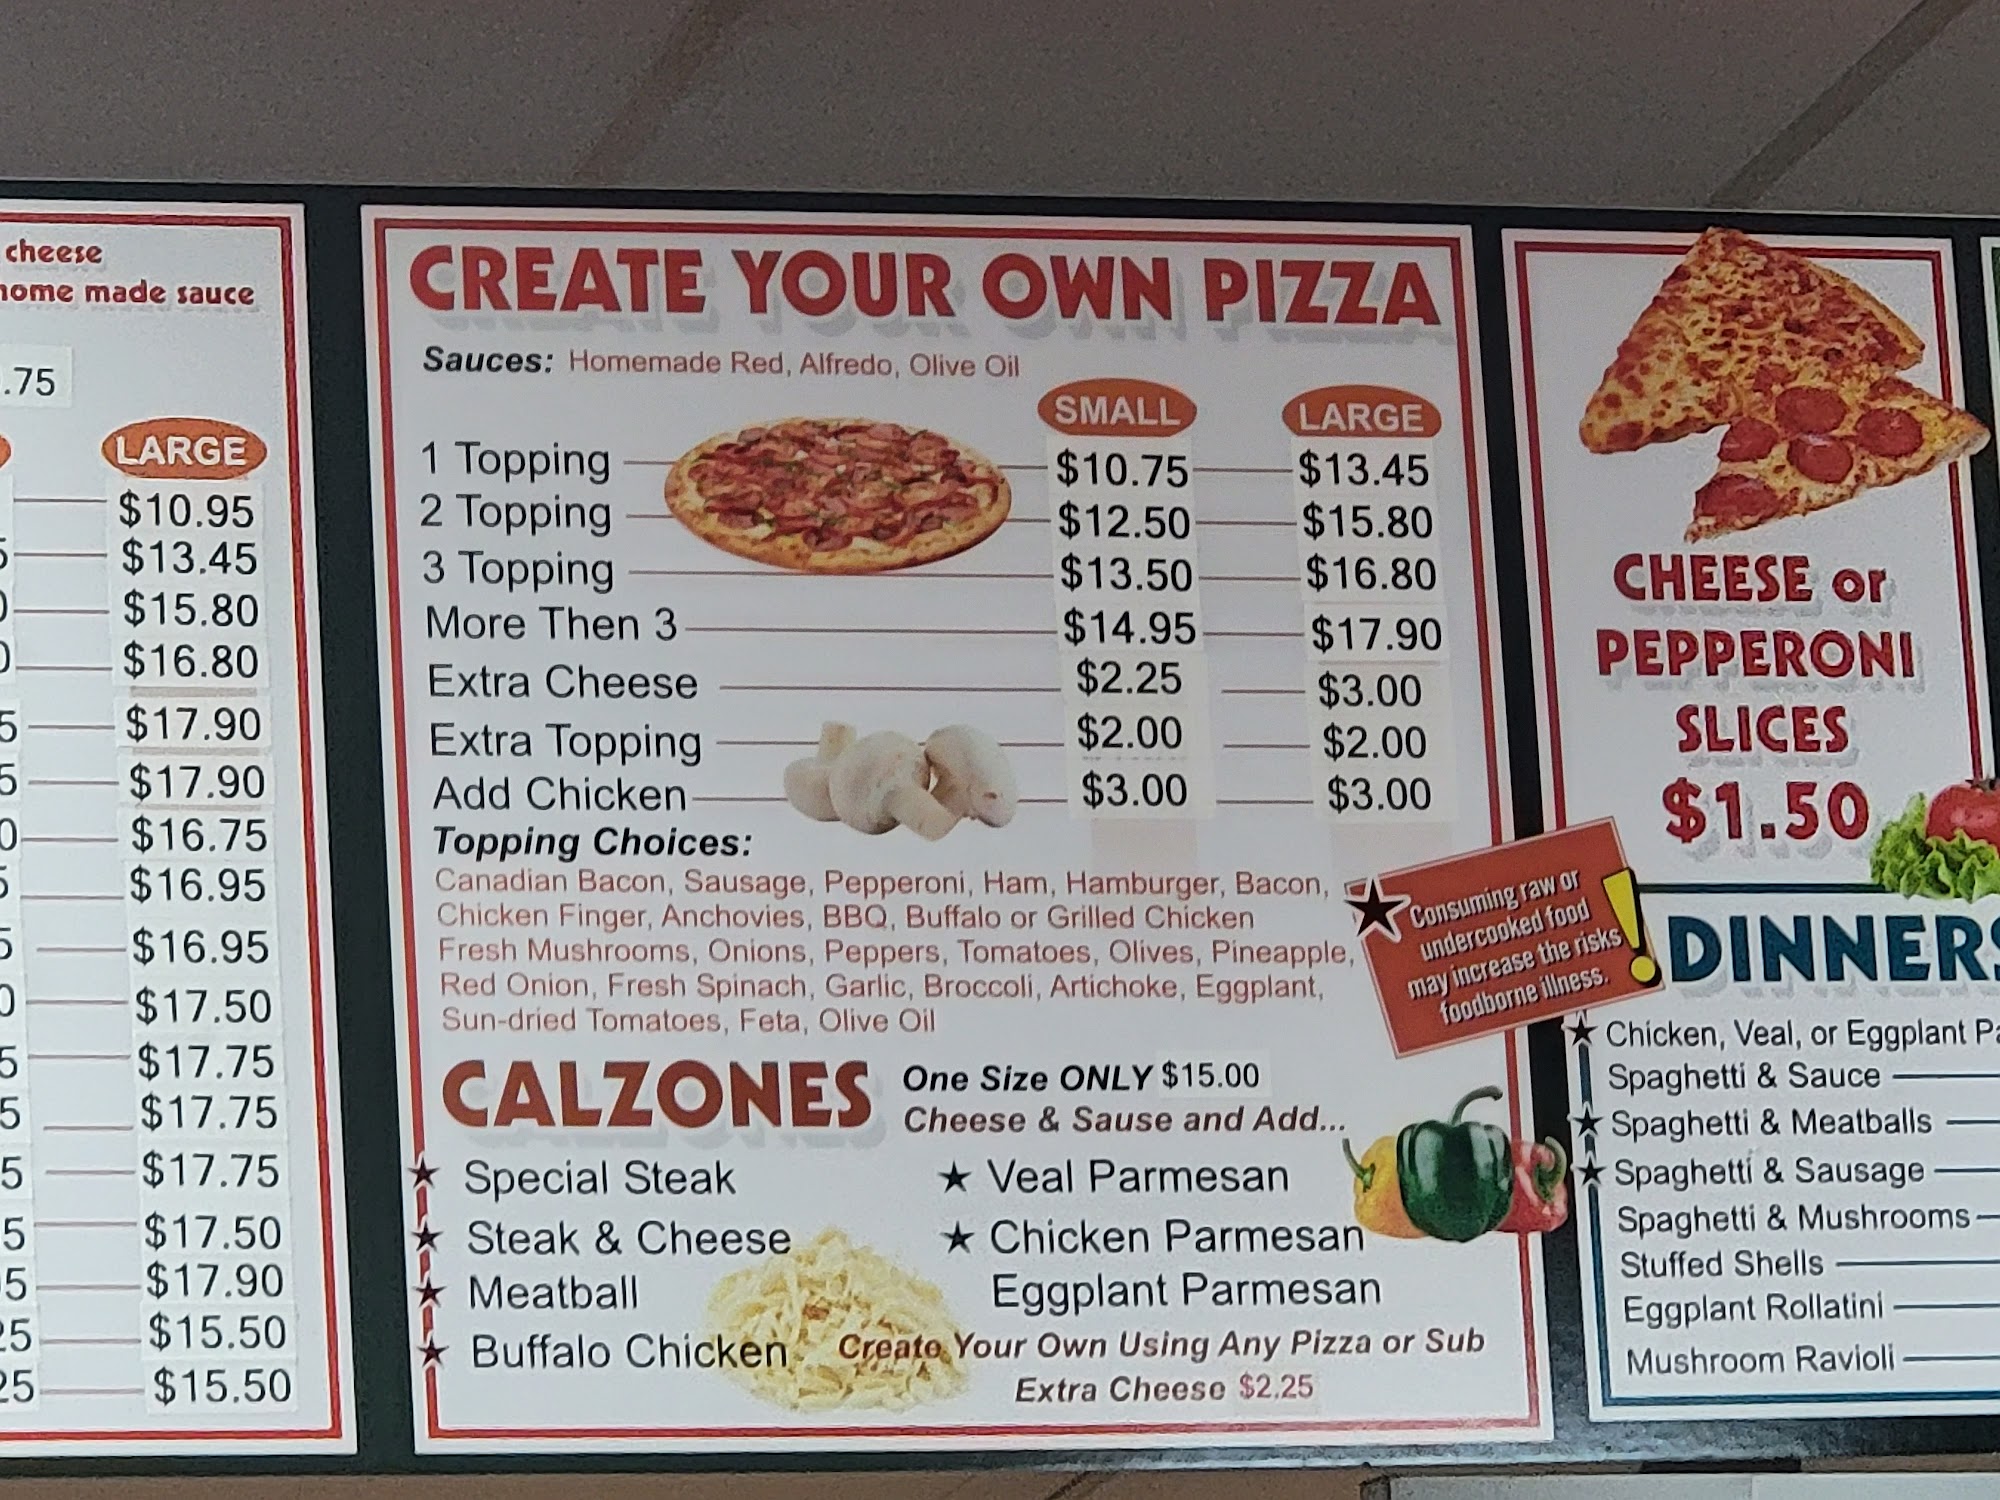 cheese
home made sauce
.75
LARGE
$10.95
$13.45
$15.80
$16.80
$17.90
$17.90
$16.75
$16.95
$16.95
$17.50
$17.75
$17.75
$17.75
$17.50
$17.90
$15.50
$15.50
CREATE YOUR OWN PIZZA
Sauces: Homemade Red, Alfredo, Olive Oil
SMALL LARGE
1 Topping $10.75 $13.45
2 Topping $12.50 $15.80
3 Topping $13.50 $16.80
More Then 3 $14.95 $17.90
Extra Cheese $2.25 $3.00
Extra Topping $2.00 $2.00
Add Chicken $3.00 $3.00
Topping Choices:
Canadian Bacon, Sausage, Pepperoni, Ham, Hamburger, Bacon,
Chicken Finger, Anchovies, BBQ, Buffalo or Grilled Chicken
Fresh Mushrooms, Onions, Peppers, Tomatoes, Olives, Pineapple,
Red Onion, Fresh Spinach, Garlic, Broccoli, Artichoke, Eggplant,
Sun-dried Tomatoes, Feta, Olive Oil
CALZONES One Size ONLY $15.00
Cheese & Sause and Add...
★ Special Steak
★ Steak & Cheese
★ Meatball
★ Buffalo Chicken
★ Veal Parmesan
★ Chicken Parmesan
Eggplant Parmesan
Create Your Own Using Any Pizza or Sub
Extra Cheese $2.25
★ Consuming raw or
undercooked food
may increase the risks
foodborne illness.
!
CHEESE or
PEPPERONI
SLICES
$1.50
DINNERS
★ Chicken, Veal, or Eggplant Pa
Spaghetti & Sauce
★ Spaghetti & Meatballs
★ Spaghetti & Sausage
Spaghetti & Mushrooms
Stuffed Shells
Eggplant Rollatini
Mushroom Ravioli